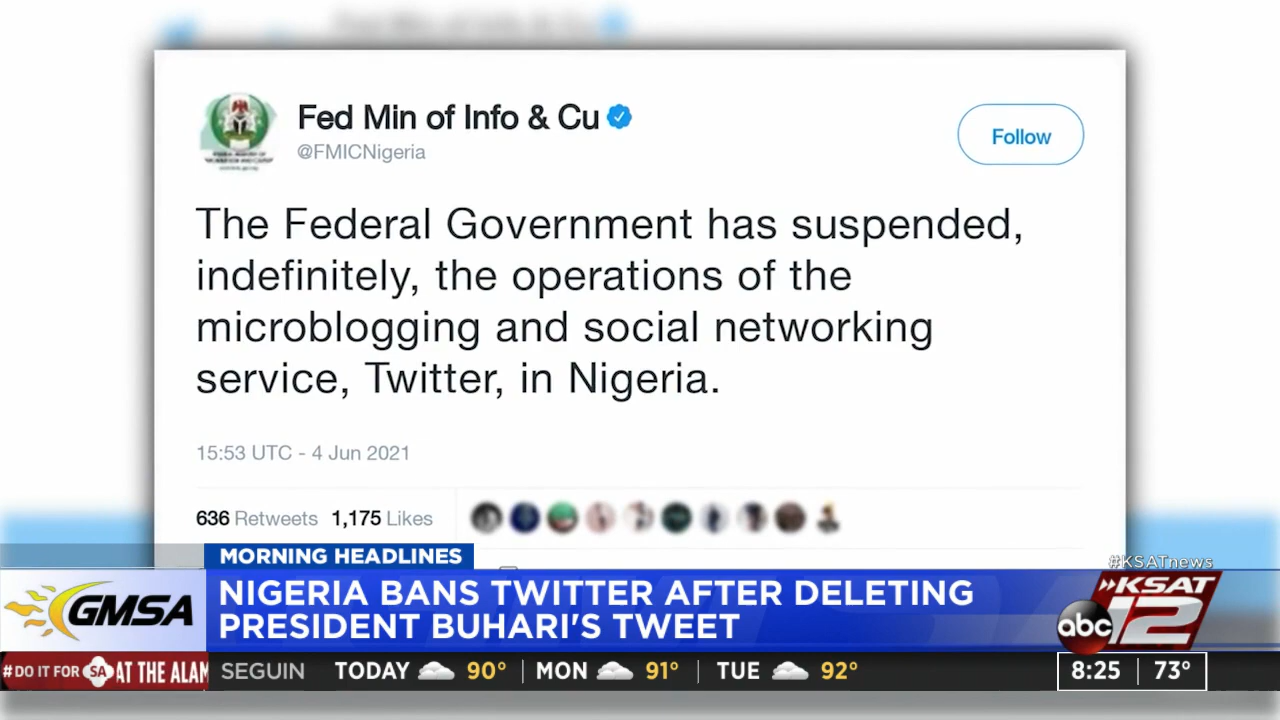 Fed Min of Info & Cu
@FMICNigeria
Follow
The Federal Government has suspended,
indefinitely, the operations of the
microblogging and social networking
service, Twitter, in Nigeria.
15:53 UTC - 4 Jun 2021
636 Retweets 1,175 Likes
MORNING HEADLINES
#KSATnews
GMSA
NIGERIA BANS TWITTER AFTER DELETING
PRESIDENT BUHARI'S TWEET
KSAT
abc 12
#DO IT FOR SA AT THE ALAM
SEGUIN TODAY 90° MON 91° TUE 92°
8:25 73°